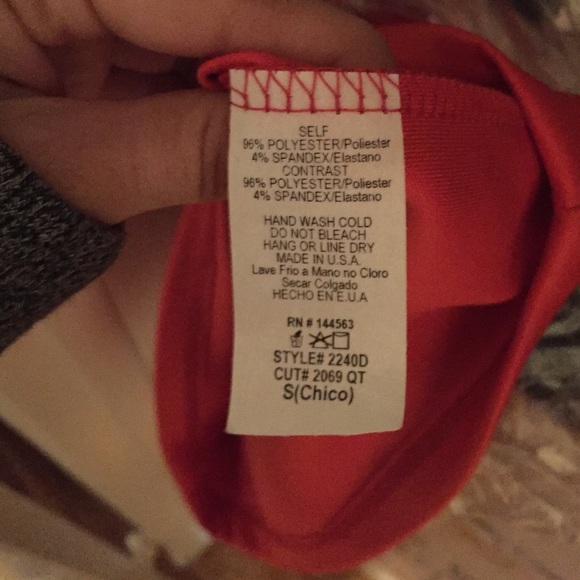 SELF
96% POLYESTER/Poliester
4% SPANDEX/Elastano
CONTRAST
96% POLYESTER/Poliester
4% SPANDEX/Elastano
HAND WASH COLD
DO NOT BLEACH
HANG OR LINE DRY
MADE IN U.S.A.
Lave Frio a Mano no Cloro
Secar Colgado
HECHO EN E.U.A
RN # 144563
STYLE# 2240D
CUT# 2069 QT
S(Chico)